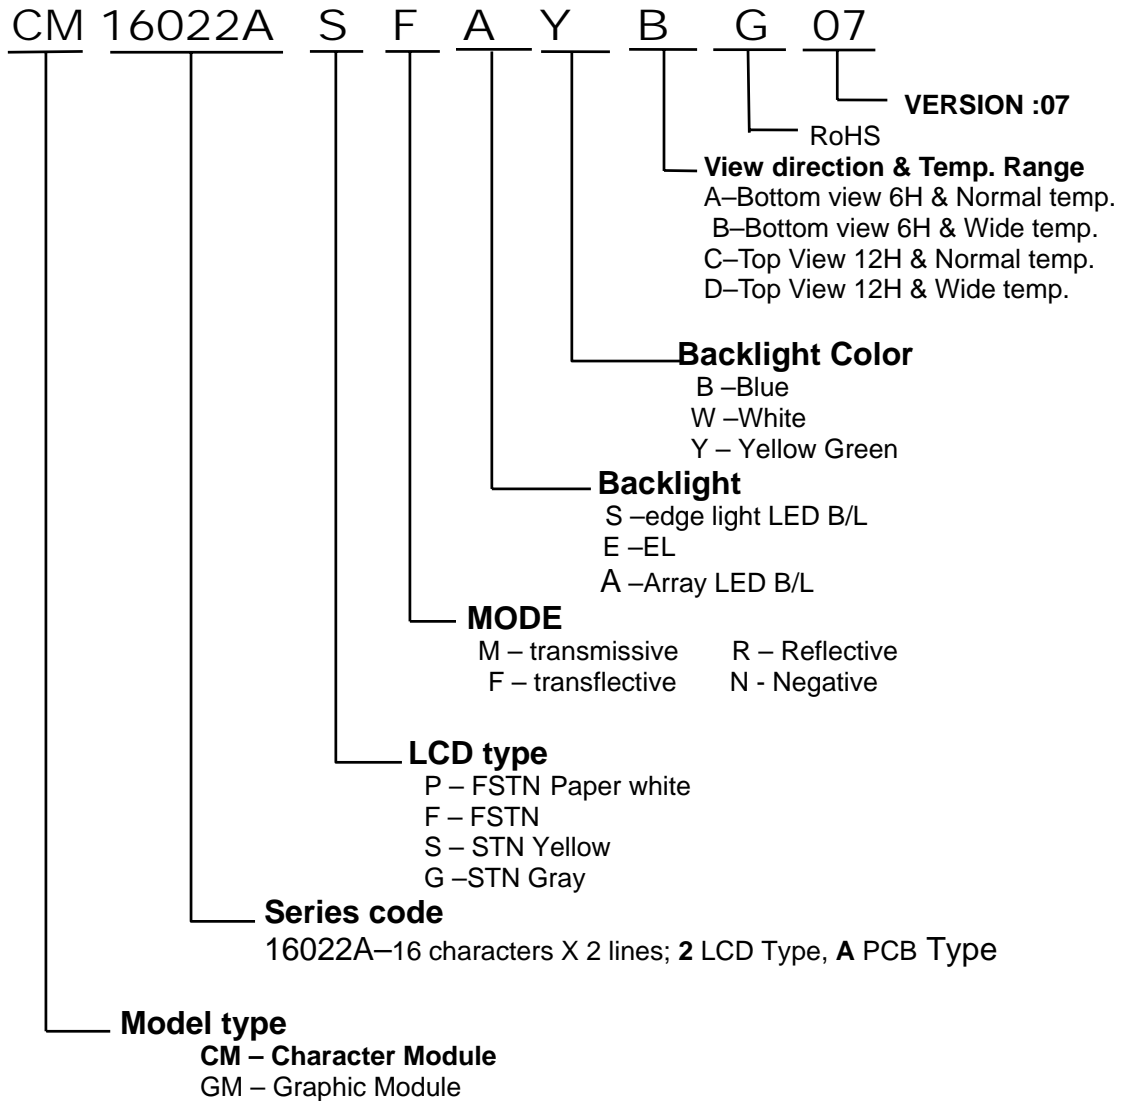 CM 16022A S F A Y B G 07
VERSION :07
RoHS
View direction & Temp. Range
A–Bottom view 6H & Normal temp.
B–Bottom view 6H & Wide temp.
C–Top View 12H & Normal temp.
D–Top View 12H & Wide temp.
Backlight Color
B –Blue
W –White
Y – Yellow Green
Backlight
S –edge light LED B/L
E –EL
A –Array LED B/L
MODE
M – transmissive R – Reflective
F – transflective N - Negative
LCD type
P – FSTN Paper white
F – FSTN
S – STN Yellow
G –STN Gray
Series code
16022A–16 characters X 2 lines; 2 LCD Type, A PCB Type
Model type
CM – Character Module
GM – Graphic Module